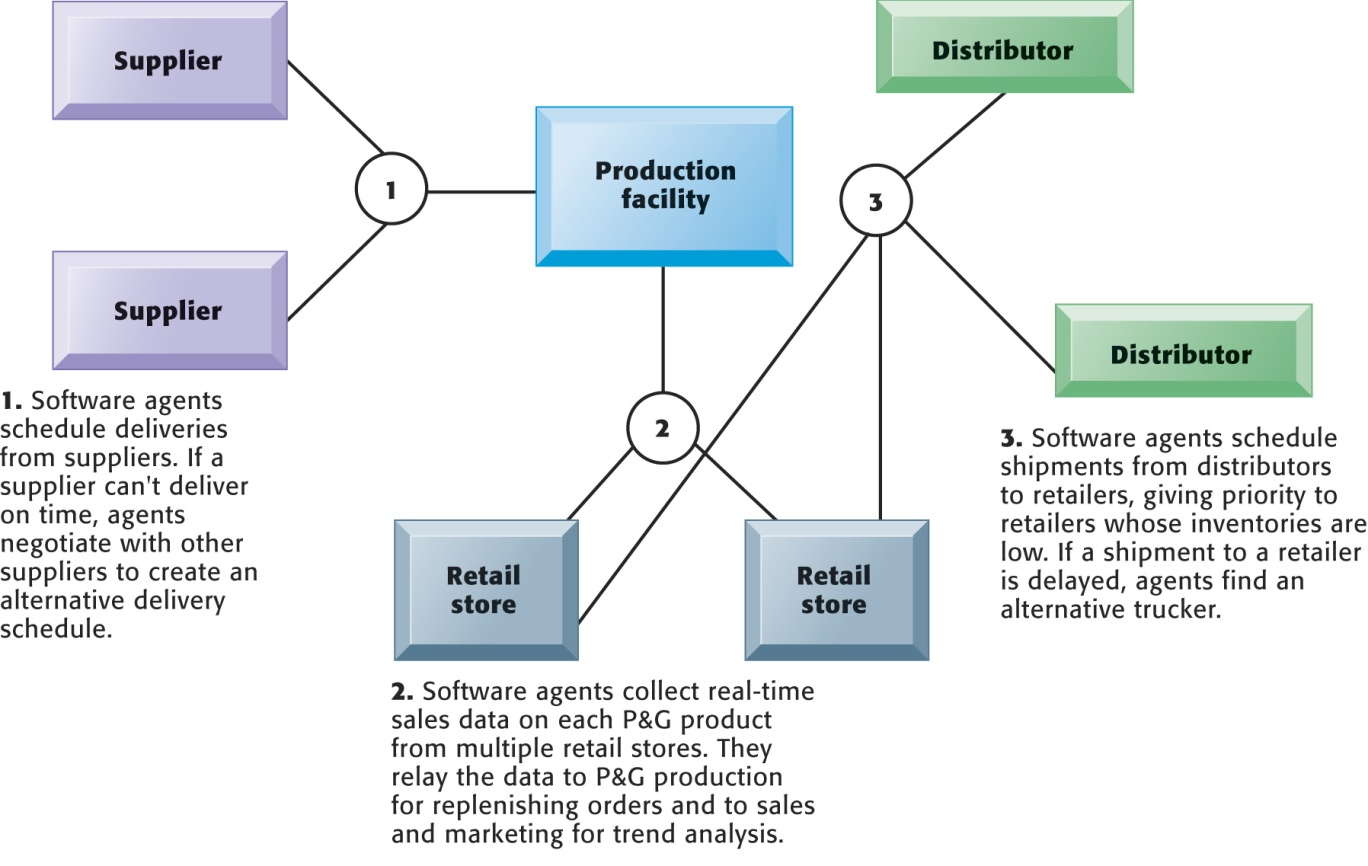 Supplier
Distributor
Production
facility
1
3
Supplier
Distributor
2
1. Software agents
schedule deliveries
from suppliers. If a
supplier can't deliver
on time, agents
negotiate with other
suppliers to create an
alternative delivery
schedule.
Retail
store
Retail
store
3. Software agents schedule
shipments from distributors
to retailers, giving priority to
retailers whose inventories are
low. If a shipment to a retailer
is delayed, agents find an
alternative trucker.
2. Software agents collect real-time
sales data on each P&G product
from multiple retail stores. They
relay the data to P&G production
for replenishing orders and to sales
and marketing for trend analysis.